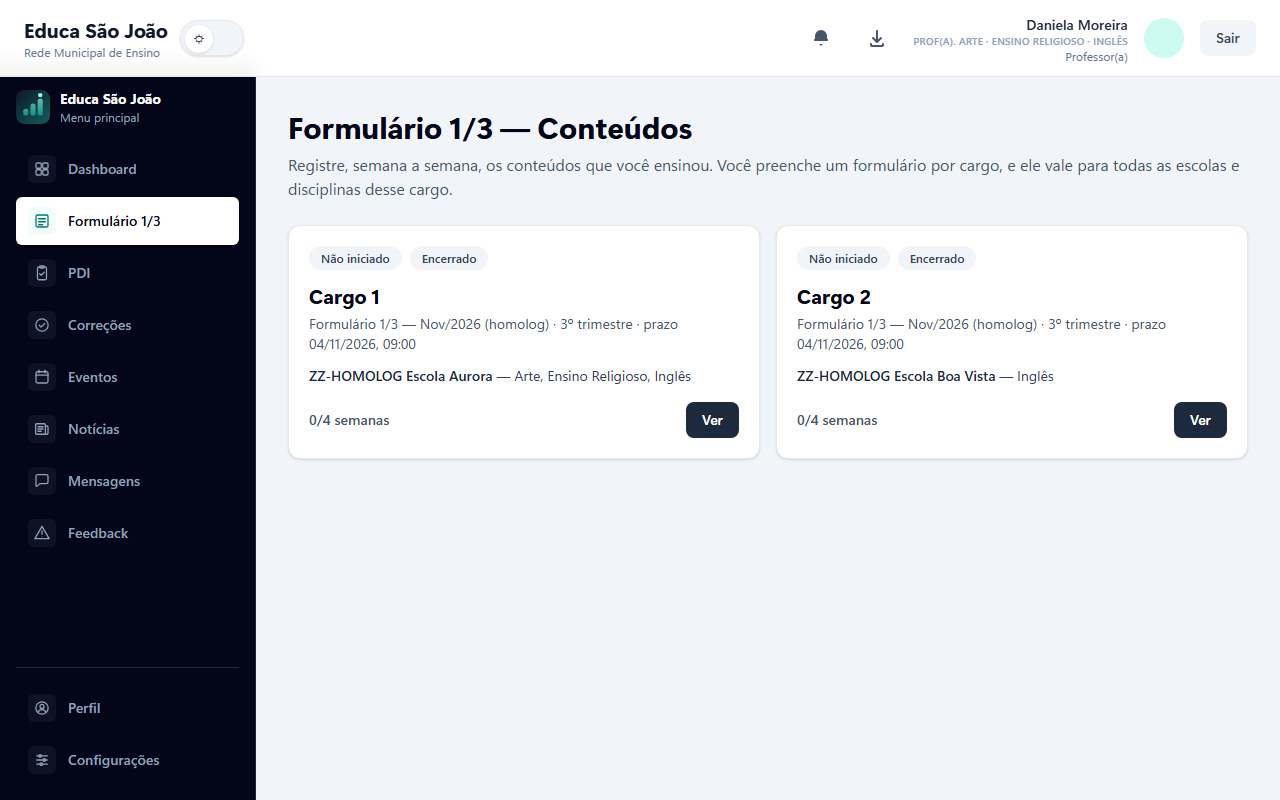 Educa São João
Rede Municipal de Ensino
Daniela Moreira
PROF(A). ARTE · ENSINO RELIGIOSO · INGLÊS
Professor(a)
Sair
Educa São João
Menu principal
Dashboard
Formulário 1/3
PDI
Correções
Eventos
Notícias
Mensagens
Feedback
Perfil
Configurações
Formulário 1/3 — Conteúdos
Registre, semana a semana, os conteúdos que você ensinou. Você preenche um formulário por cargo, e ele vale para todas as escolas e
disciplinas desse cargo.
Não iniciado
Encerrado
Cargo 1
Formulário 1/3 — Nov/2026 (homolog) · 3º trimestre · prazo
04/11/2026, 09:00
ZZ-HOMOLOG Escola Aurora — Arte, Ensino Religioso, Inglês
0/4 semanas
Ver
Não iniciado
Encerrado
Cargo 2
Formulário 1/3 — Nov/2026 (homolog) · 3º trimestre · prazo
04/11/2026, 09:00
ZZ-HOMOLOG Escola Boa Vista — Inglês
0/4 semanas
Ver